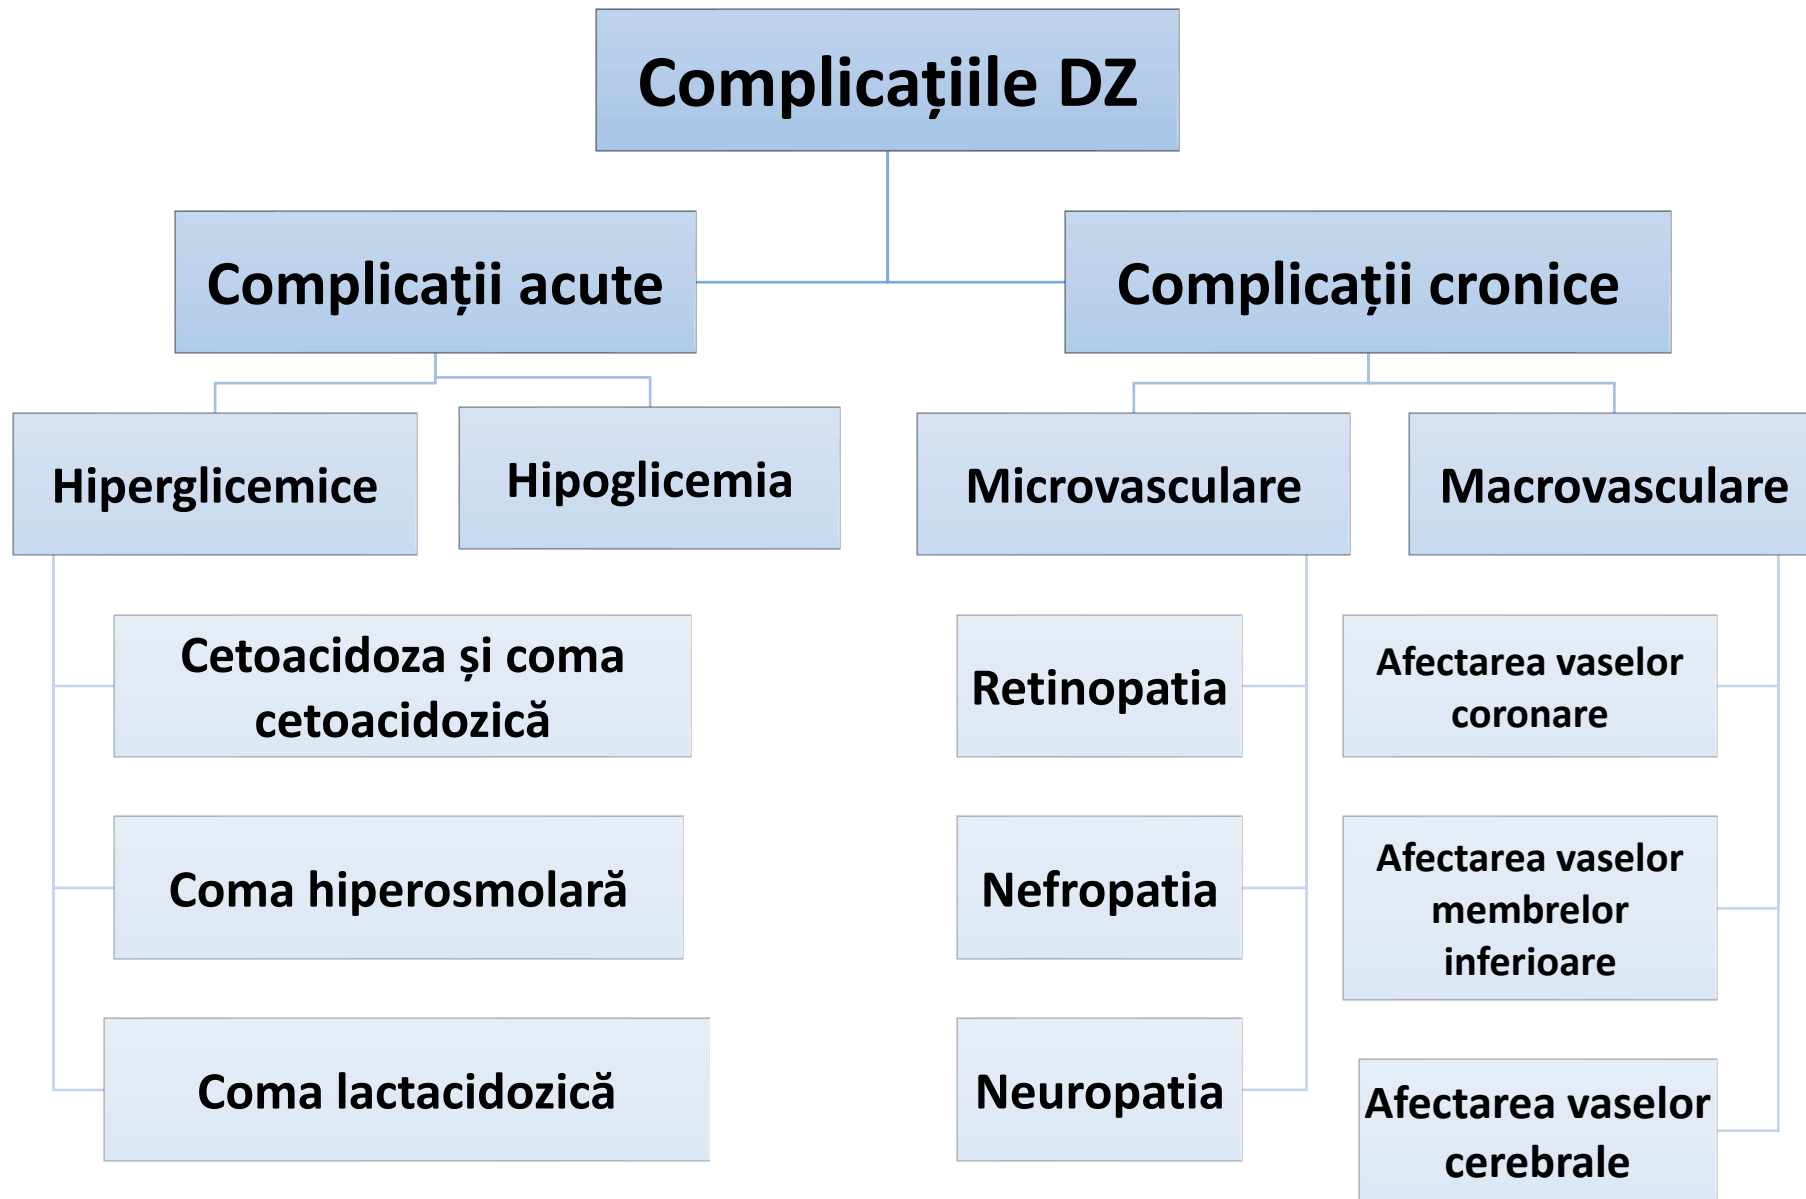 Complicațiile DZ
Complicații acute
Complicații cronice
Hiperglicemice
Hipoglicemia
Microvasculare
Macrovasculare
Cetoacidoza și coma
cetoacidozică
Coma hiperosmolară
Coma lactacidozică
Retinopatia
Nefropatia
Neuropatia
Afectarea vaselor
coronare
Afectarea vaselor
membrelor
inferioare
Afectarea vaselor
cerebrale